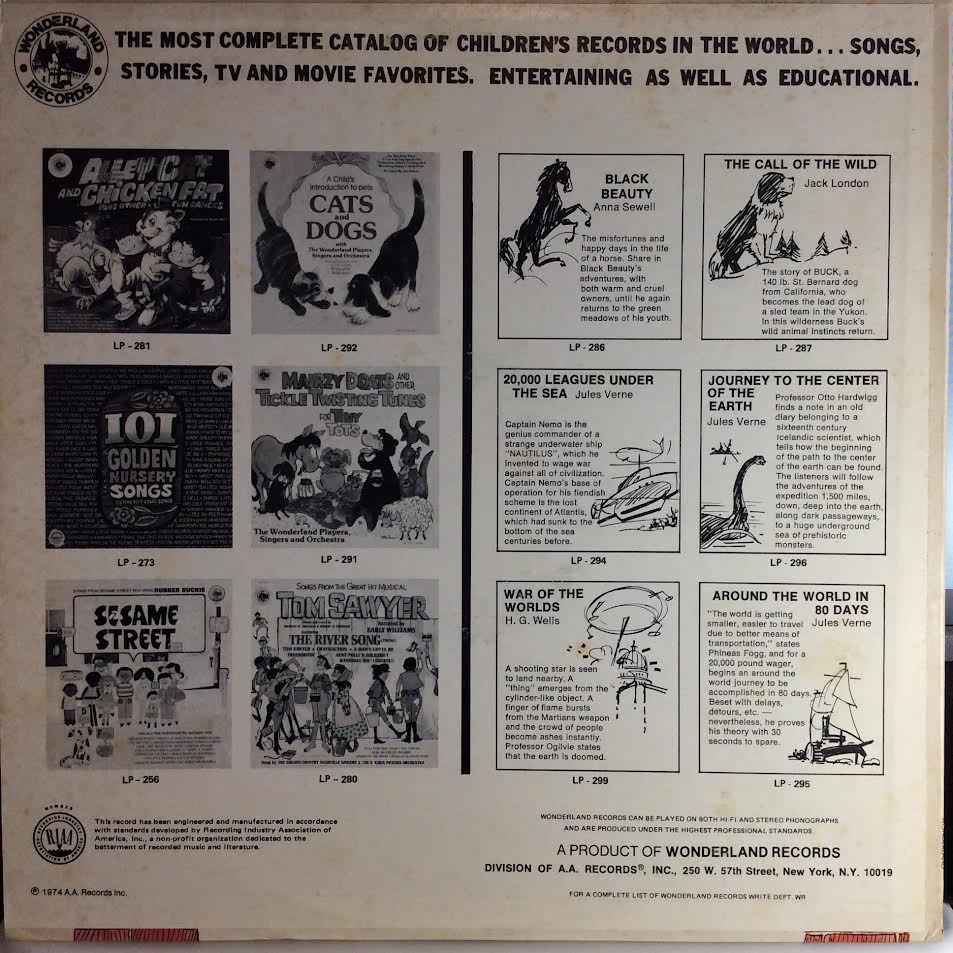 WONDERLAND RECORDS
THE MOST COMPLETE CATALOG OF CHILDREN'S RECORDS IN THE WORLD... SONGS,
STORIES, TV AND MOVIE FAVORITES. ENTERTAINING AS WELL AS EDUCATIONAL.
ALLEY CAT
AND CHICKEN FAT
PLUS OTHER FUN DANCES
LP - 281
A Child's
introduction to pets
CATS
and
DOGS
with
The Wonderland Players,
Singers and Orchestra
LP - 292
101
GOLDEN
NURSERY
SONGS
LP - 273
MAIRZY DOATS AND OTHER
TICKLE TWISTING TUNES
FOR TINY
TOTS
The Wonderland Players,
Singers and Orchestra
LP - 291
SONGS FROM SESAME STREET FEATURING RUBBER DUCKIE
SESAME
STREET
LP - 256
SONGS FROM THE GREAT HIT MUSICAL
TOM SAWYER
Narrated by
EARLY WILLIAMS
featuring
THE RIVER SONG
LP - 280
BLACK
BEAUTY
Anna Sewell
The misfortunes and
happy days in the life
of a horse. Share in
Black Beauty's
adventures, with
both warm and cruel
owners, until he again
returns to the green
meadows of his youth.
LP - 286
THE CALL OF THE WILD
Jack London
The story of BUCK, a
140 lb. St. Bernard dog
from California, who
becomes the lead dog of
a sled team in the Yukon.
In this wilderness Buck's
wild animal instincts return.
LP - 287
20,000 LEAGUES UNDER
THE SEA Jules Verne
Captain Nemo is the
genius commander of a
strange underwater ship
"NAUTILUS", which he
invented to wage war
against all of civilization.
Captain Nemo's base of
operation for his fiendish
scheme is the lost
continent of Atlantis,
which had sunk to the
bottom of the sea
centuries before.
LP - 294
JOURNEY TO THE CENTER
OF THE
EARTH
Jules Verne
Professor Otto Hardwigg
finds a note in an old
diary belonging to a
sixteenth century
Icelandic scientist, which
tells how the beginning
of the path to the center
of the earth can be found.
The listeners will follow
the adventures of the
expedition 1,500 miles,
down, deep into the earth,
along dark passageways,
to a huge underground
sea of prehistoric
monsters.
LP - 296
WAR OF THE
WORLDS
H. G. Wells
A shooting star is seen
to land nearby. A
"thing" emerges from the
cylinder-like object. A
finger of flame bursts
from the Martians weapon
and the crowd of people
become ashes instantly.
Professor Ogilvie states
that the earth is doomed.
LP - 299
AROUND THE WORLD IN
80 DAYS
Jules Verne
"The world is getting
smaller, easier to travel
due to better means of
transportation," states
Phineas Fogg, and for a
20,000 pound wager,
begins an around the
world journey to be
accomplished in 80 days.
Beset with delays,
detours, etc. —
nevertheless, he proves
his theory with 30
seconds to spare.
LP - 295
MEMBER
RIAA
This record has been engineered and manufactured in accordance
with standards developed by Recording Industry Association of
America, Inc., a non-profit organization dedicated to the
betterment of recorded music and literature.
℗ 1974 A.A. Records Inc.
WONDERLAND RECORDS CAN BE PLAYED ON BOTH HI-FI AND STEREO PHONOGRAPHS
AND ARE PRODUCED UNDER THE HIGHEST PROFESSIONAL STANDARDS.
A PRODUCT OF WONDERLAND RECORDS
DIVISION OF A.A. RECORDS®, INC., 250 W. 57th Street, New York, N.Y. 10019
FOR A COMPLETE LIST OF WONDERLAND RECORDS WRITE DEPT. WR